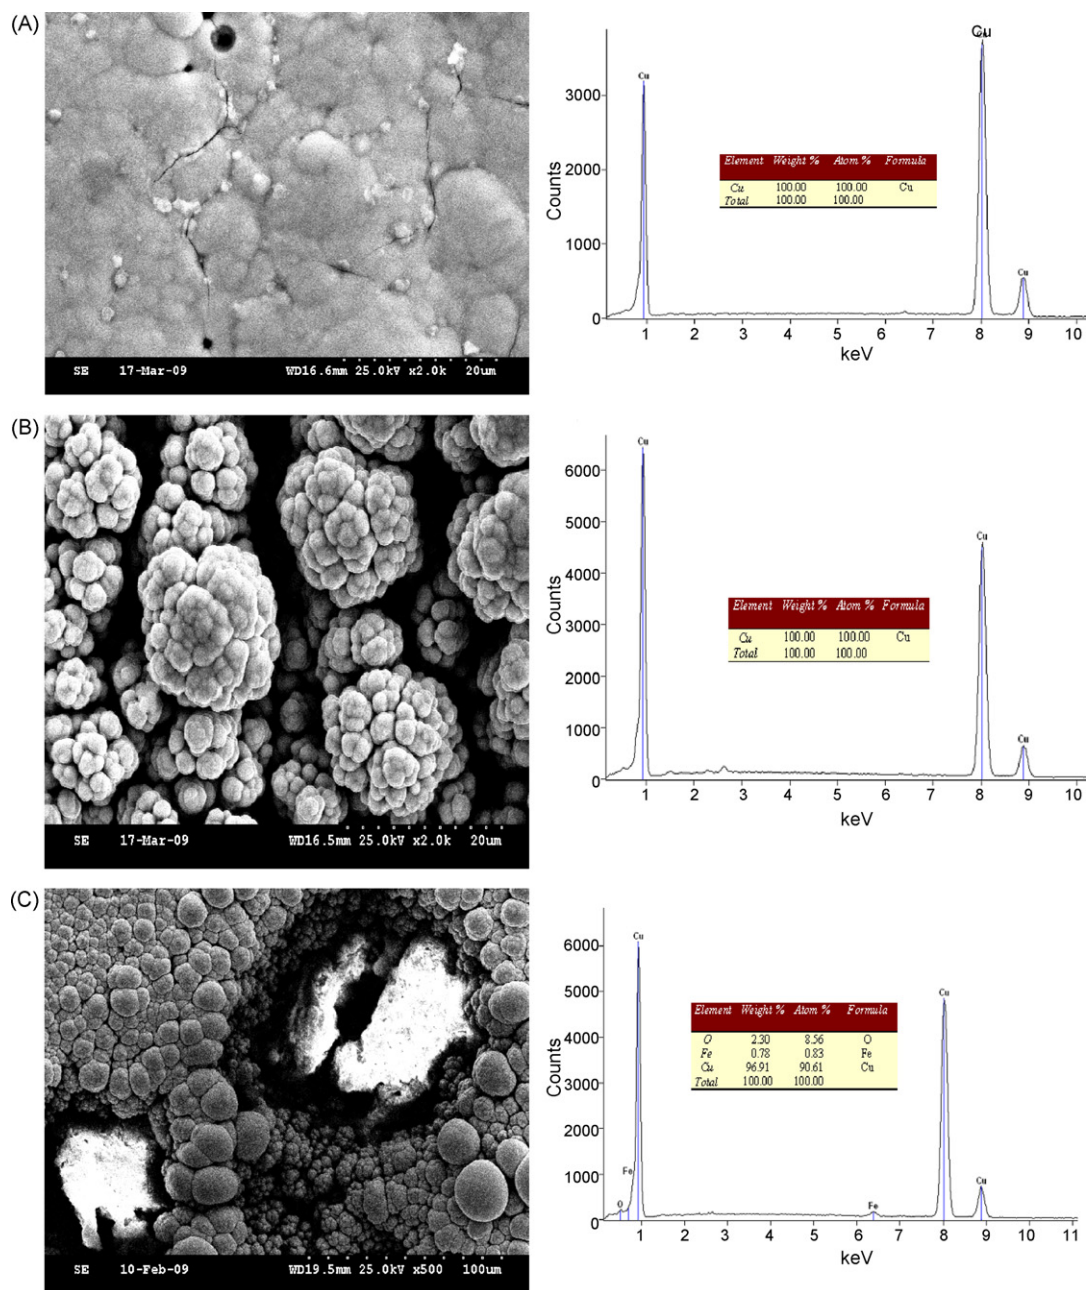 (A)
SE 17-Mar-09 WD16.6mm 25.0kV x2.0k 20um
Cu
Cu
Cu
Counts
3000
2000
1000
0
Element Weight % Atom % Formula
Cu 100.00 100.00 Cu
Total 100.00 100.00
Cu
1 2 3 4 5 6 7 8 9 10
keV
(B)
SE 17-Mar-09 WD16.5mm 25.0kV x2.0k 20um
Cu
Counts
6000
5000
4000
3000
2000
1000
0
Cu
Element Weight % Atom % Formula
Cu 100.00 100.00 Cu
Total 100.00 100.00
Cu
0 1 2 3 4 5 6 7 8 9 10
keV
(C)
SE 10-Feb-09 WD19.5mm 25.0kV x500 100um
Cu
Counts
6000
5000
4000
3000
2000
1000
0
Cu
Element Weight % Atom % Formula
O 2.30 8.56 O
Fe 0.78 0.83 Fe
Cu 96.91 90.61 Cu
Total 100.00 100.00
Fe
O
Fe
Cu
1 2 3 4 5 6 7 8 9 10 11
keV